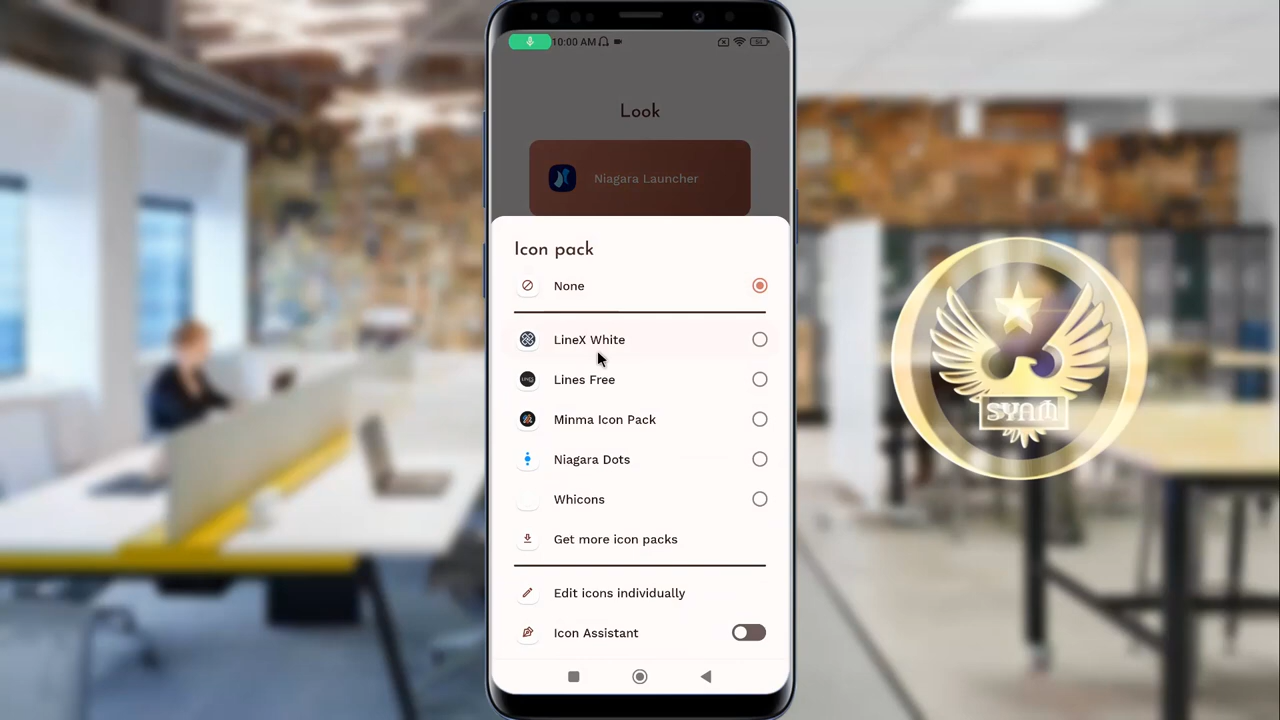 10:00 AM
Look
Niagara Launcher
Icon pack
None
LineX White
Lines Free
Minma Icon Pack
Niagara Dots
Whicons
Get more icon packs
Edit icons individually
Icon Assistant
SYAM